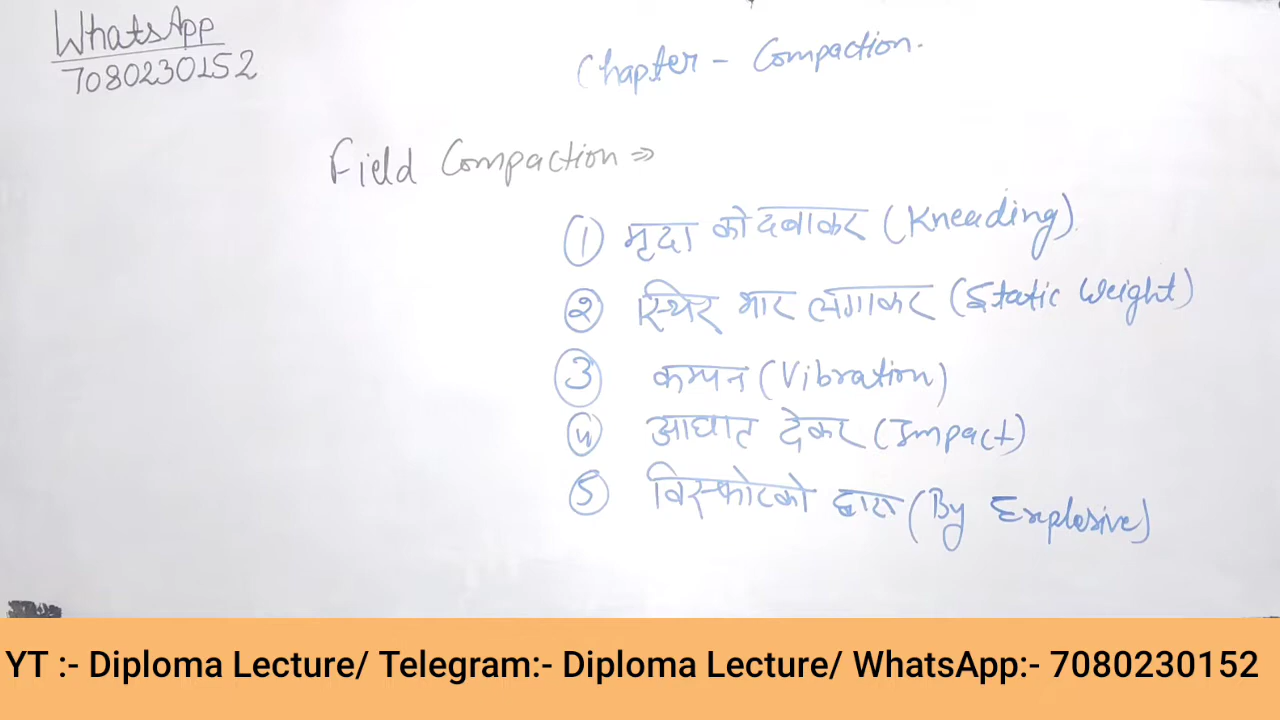 WhatsApp
7080230152
Chapter - Compaction.
Field Compaction ⇒
① मृदा को दबाकर (Kneading)
② स्थिर भार लगाकर (Static Weight)
③ कम्पन (Vibration)
④ आघात देकर (Impact)
⑤ विस्फोटको द्वारा (By Explosive)
YT :- Diploma Lecture/ Telegram:- Diploma Lecture/ WhatsApp:- 7080230152